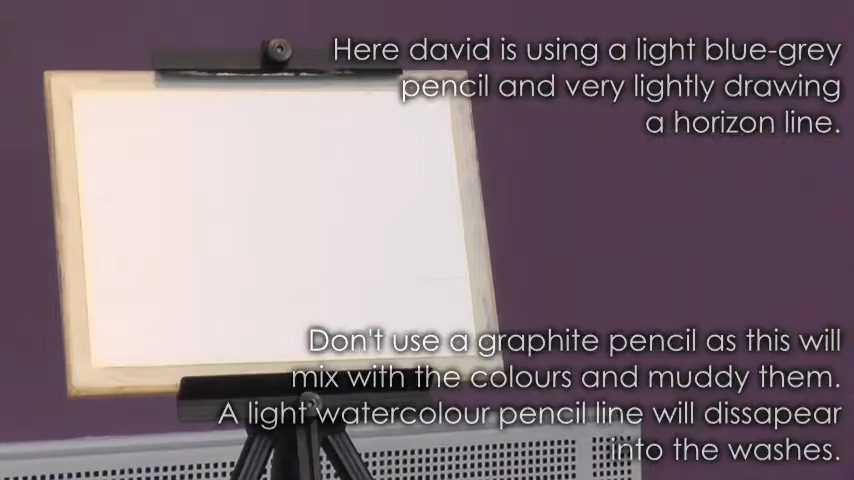 Here david is using a light blue-grey
pencil and very lightly drawing
a horizon line.
Don't use a graphite pencil as this will
mix with the colours and muddy them.
A light watercolour pencil line will dissapear
into the washes.